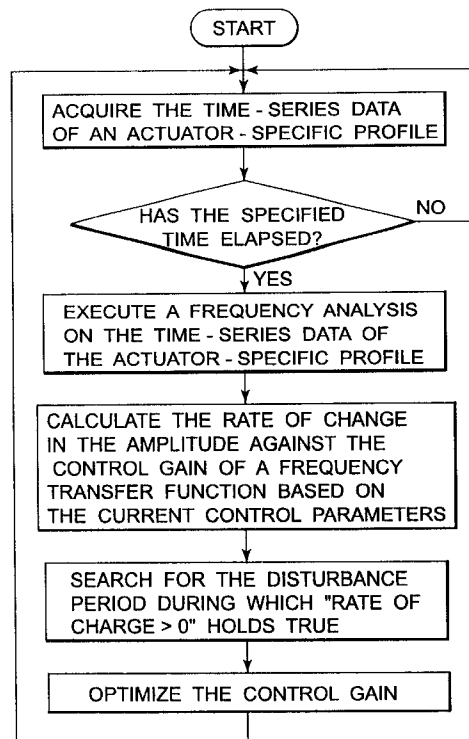 START
ACQUIRE THE TIME - SERIES DATA
OF AN ACTUATOR - SPECIFIC PROFILE
HAS THE SPECIFIED
TIME ELAPSED?
NO
YES
EXECUTE A FREQUENCY ANALYSIS
ON THE TIME - SERIES DATA OF
THE ACTUATOR - SPECIFIC PROFILE
CALCULATE THE RATE OF CHANGE
IN THE AMPLITUDE AGAINST THE
CONTROL GAIN OF A FREQUENCY
TRANSFER FUNCTION BASED ON
THE CURRENT CONTROL PARAMETERS
SEARCH FOR THE DISTURBANCE
PERIOD DURING WHICH "RATE OF
CHARGE > 0" HOLDS TRUE
OPTIMIZE THE CONTROL GAIN